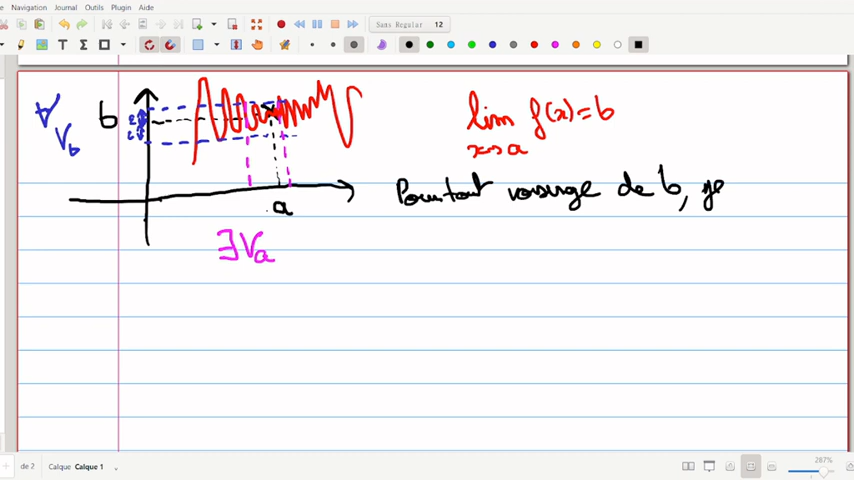 Navigation Journal Outils Plugin Aide
Sans Regular 12
∀ V_b
b
lim f(x)=b
x→a
Pour tout voisinage de b, je
a
∃V_a
de 2 Calque Calque 1 287%